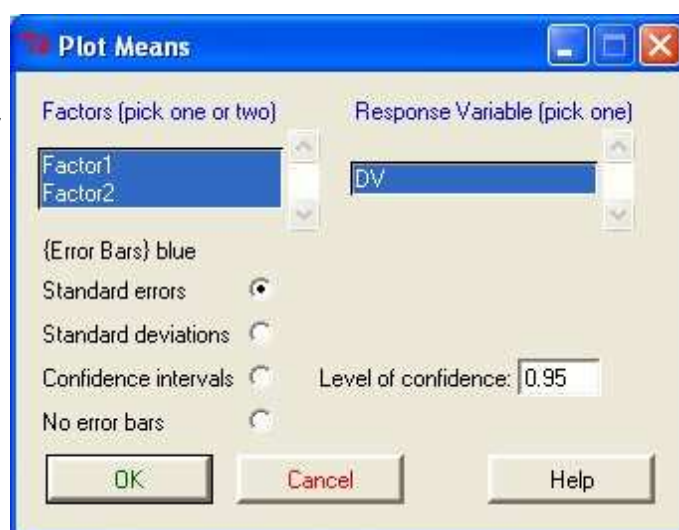 Plot Means
Factors (pick one or two)
Response Variable (pick one)
Factor1
Factor2
DV
{Error Bars} blue
Standard errors
Standard deviations
Confidence intervals
Level of confidence: 0.95
No error bars
OK
Cancel
Help